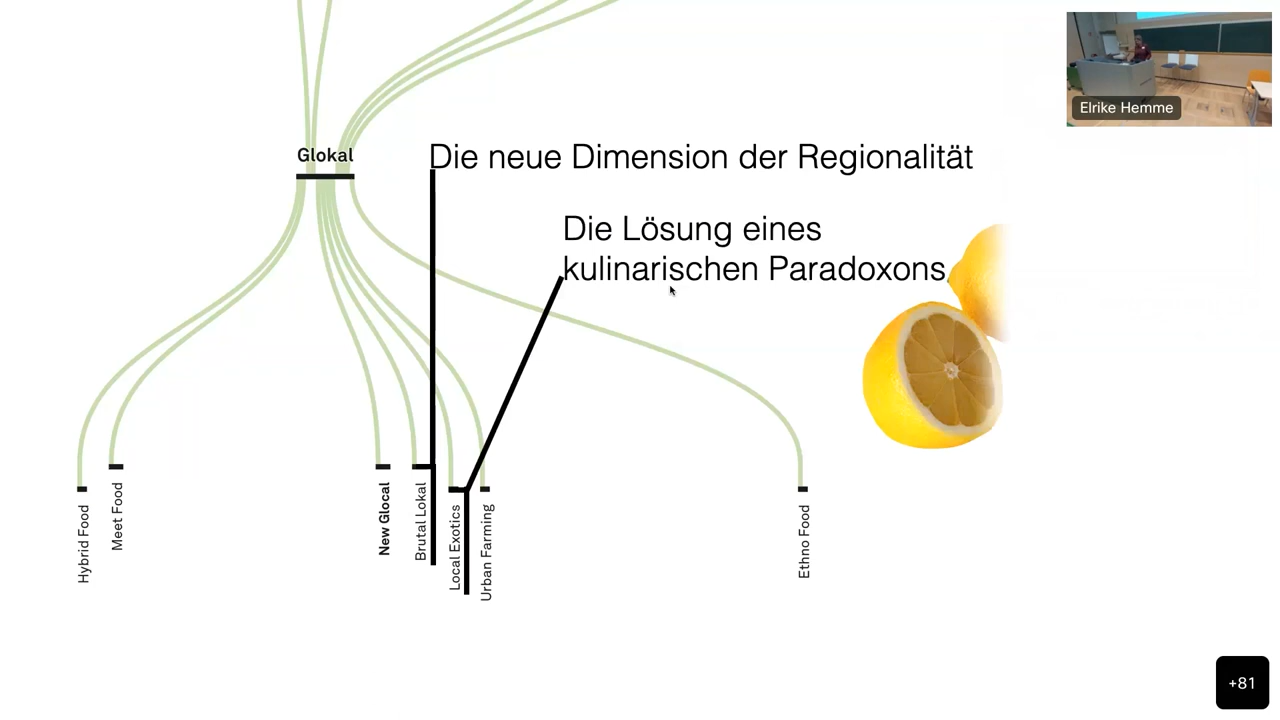 Elrike Hemme
Glokal
Die neue Dimension der Regionalität
Die Lösung eines
kulinarischen Paradoxons
Hybrid Food
Meet Food
New Glocal
Brutal Lokal
Local Exotics
Urban Farming
Ethno Food
+81